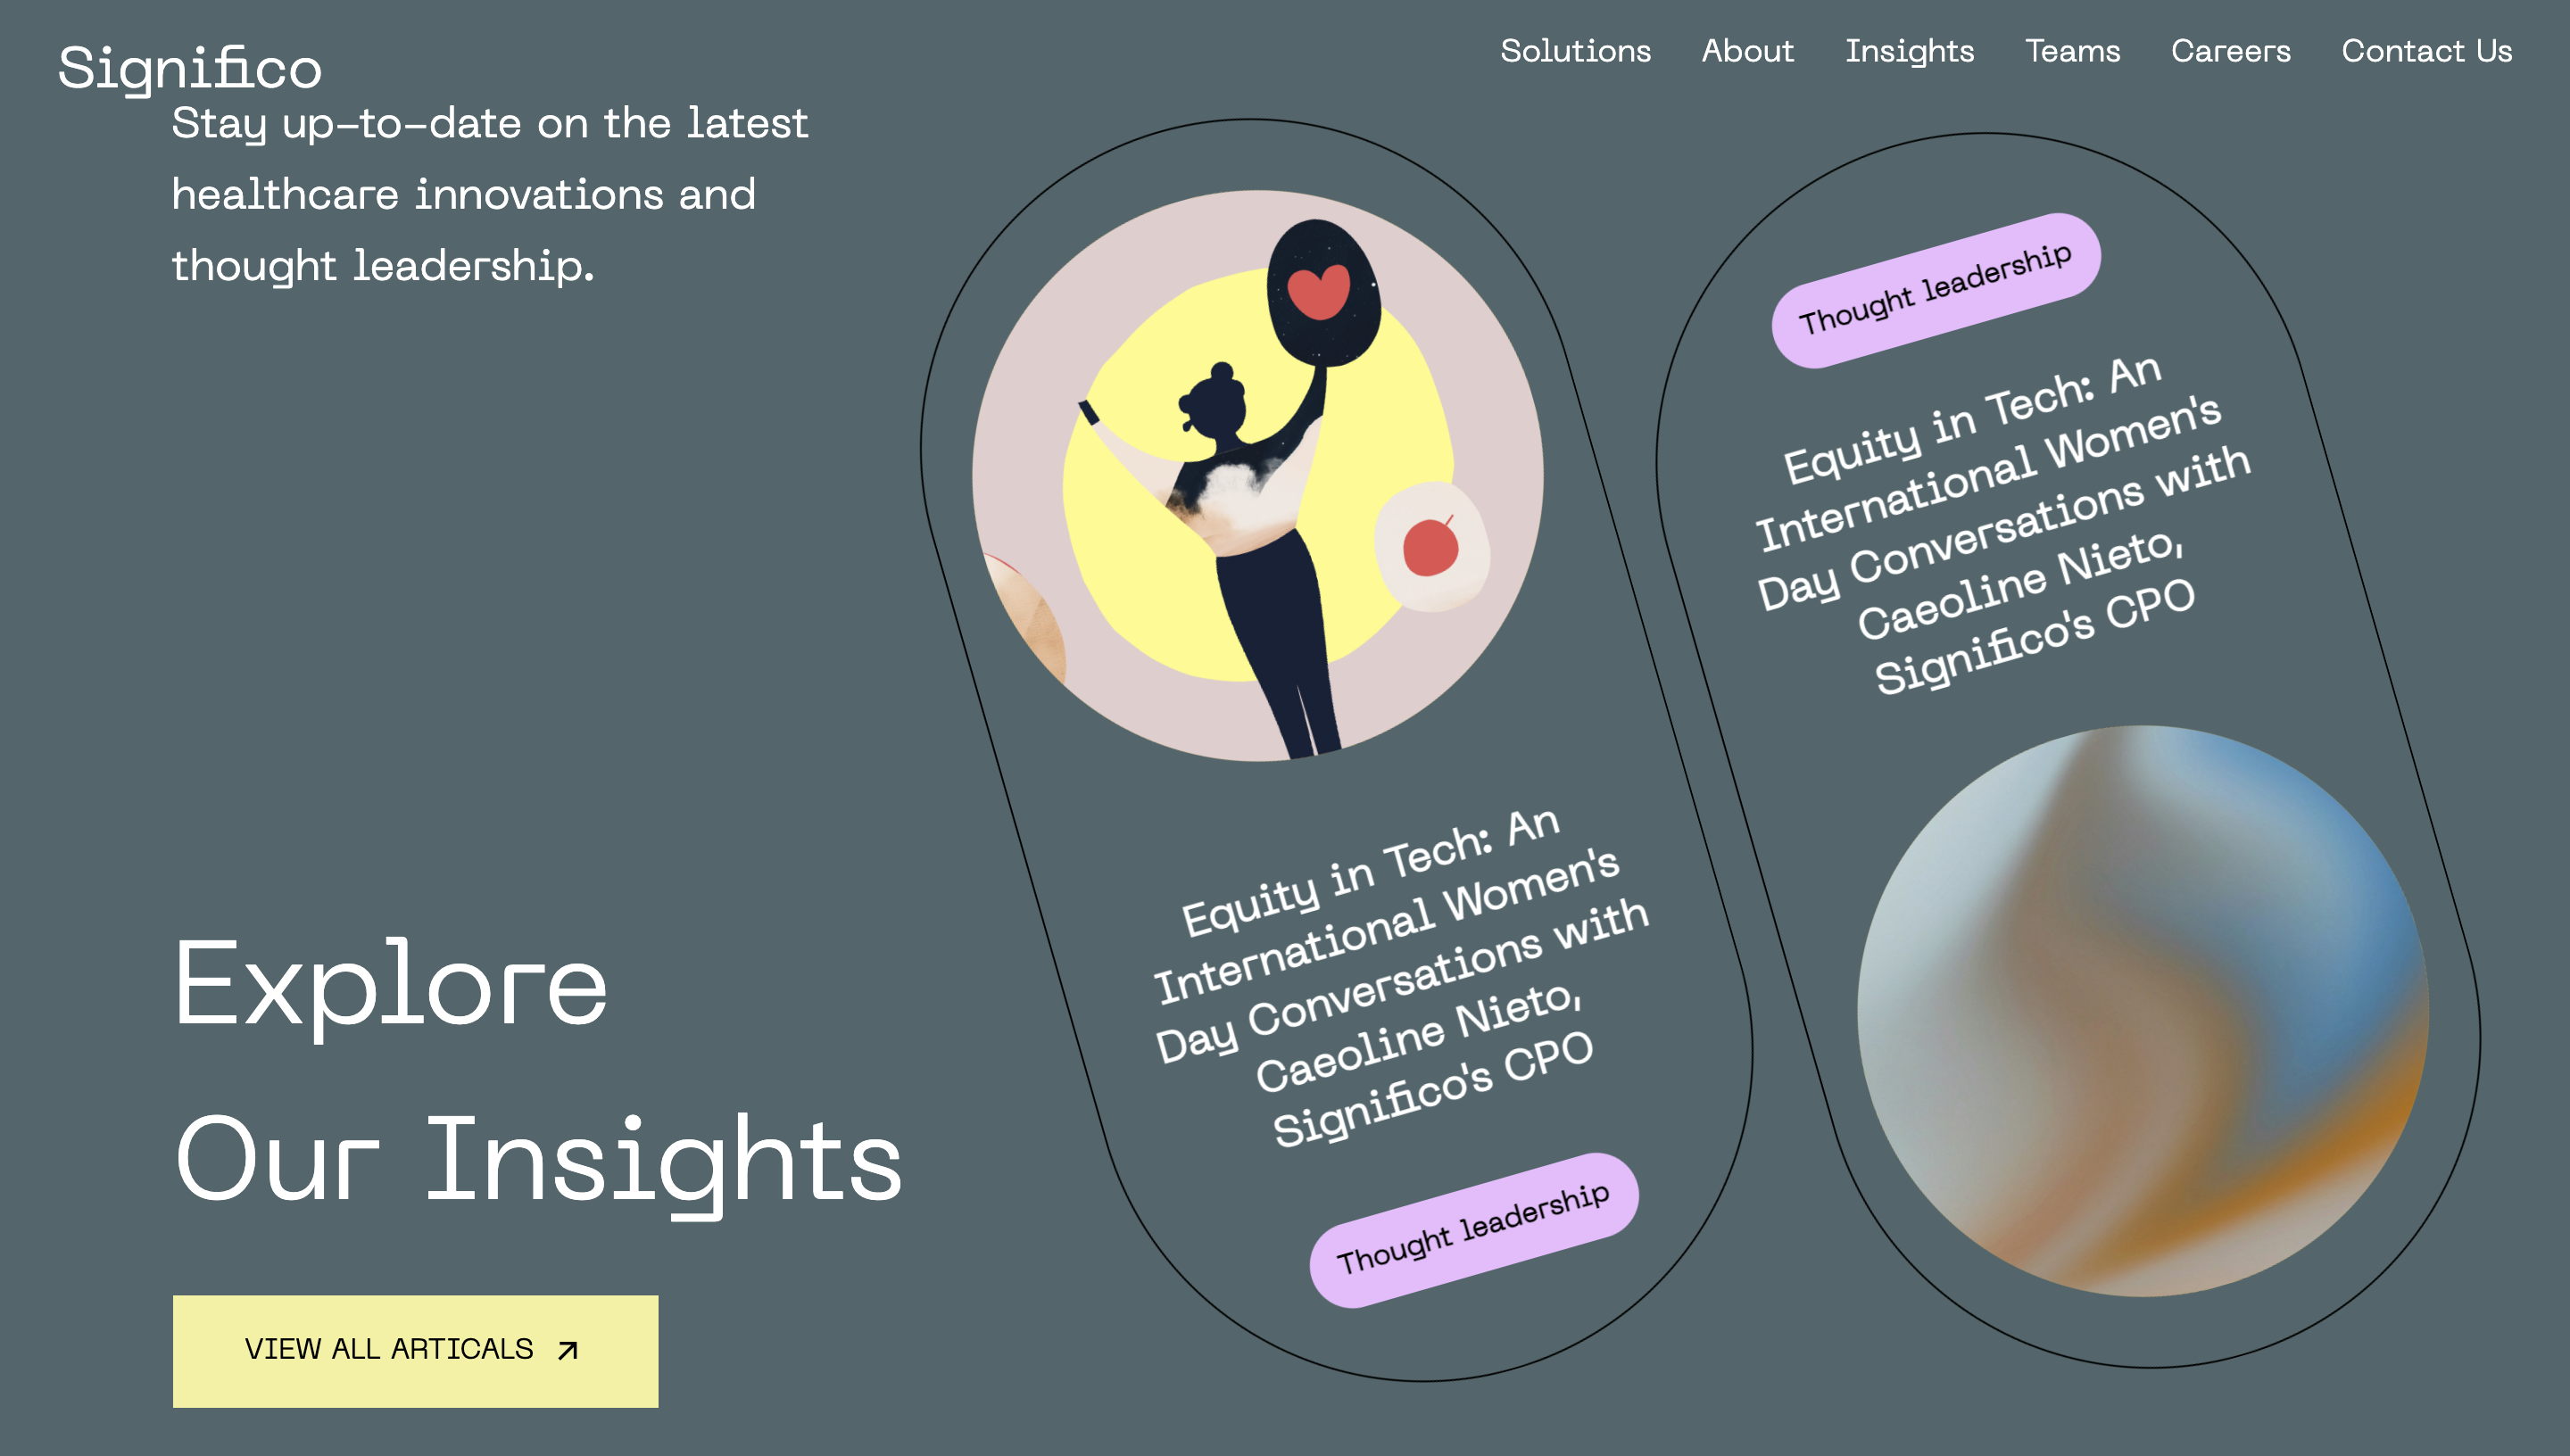 Significo
Solutions About Insights Teams Careers Contact Us
Stay up-to-date on the latest
healthcare innovations and
thought leadership.
Explore
Our Insights
VIEW ALL ARTICALS
Equity in Tech: An
International Women's
Day Conversations with
Caeoline Nieto,
Significo's CPO
Thought leadership
Thought leadership
Equity in Tech: An
International Women's
Day Conversations with
Caeoline Nieto,
Significo's CPO